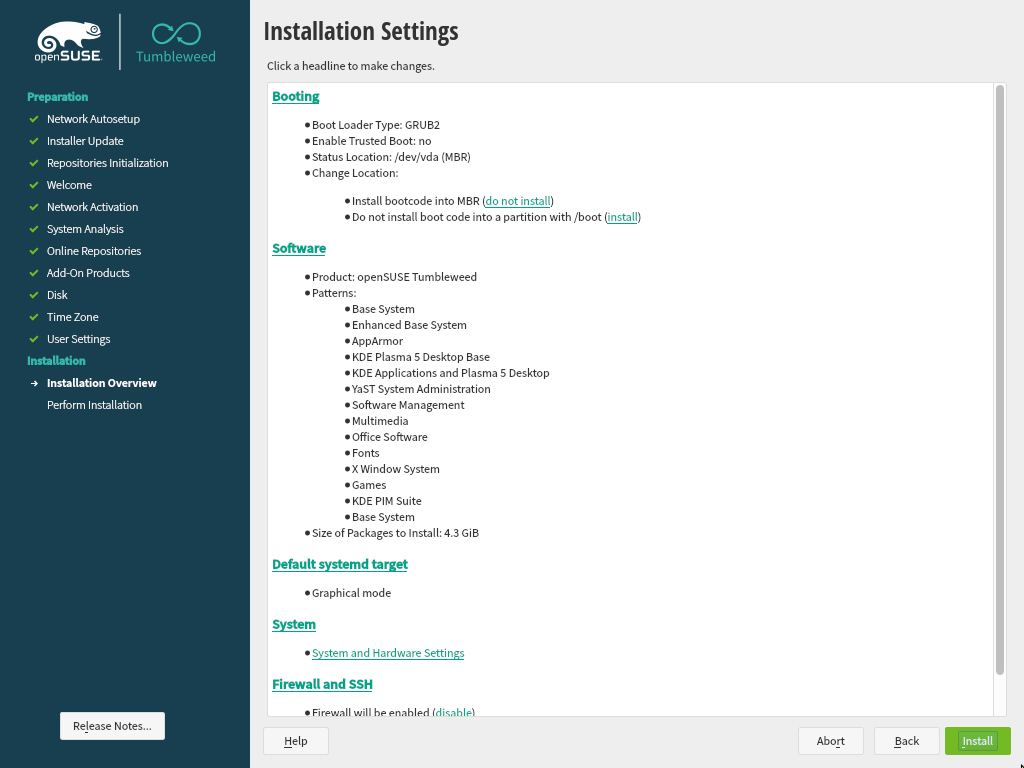 openSUSE
Tumbleweed
Preparation
Network Autosetup
Installer Update
Repositories Initialization
Welcome
Network Activation
System Analysis
Online Repositories
Add-On Products
Disk
Time Zone
User Settings
Installation
Installation Overview
Perform Installation
Release Notes...
Installation Settings
Click a headline to make changes.
Booting
Boot Loader Type: GRUB2
Enable Trusted Boot: no
Status Location: /dev/vda (MBR)
Change Location:
Install bootcode into MBR (do not install)
Do not install boot code into a partition with /boot (install)
Software
Product: openSUSE Tumbleweed
Patterns:
Base System
Enhanced Base System
AppArmor
KDE Plasma 5 Desktop Base
KDE Applications and Plasma 5 Desktop
YaST System Administration
Software Management
Multimedia
Office Software
Fonts
X Window System
Games
KDE PIM Suite
Base System
Size of Packages to Install: 4.3 GiB
Default systemd target
Graphical mode
System
System and Hardware Settings
Firewall and SSH
Firewall will be enabled (disable)
Help
Abort
Back
Install